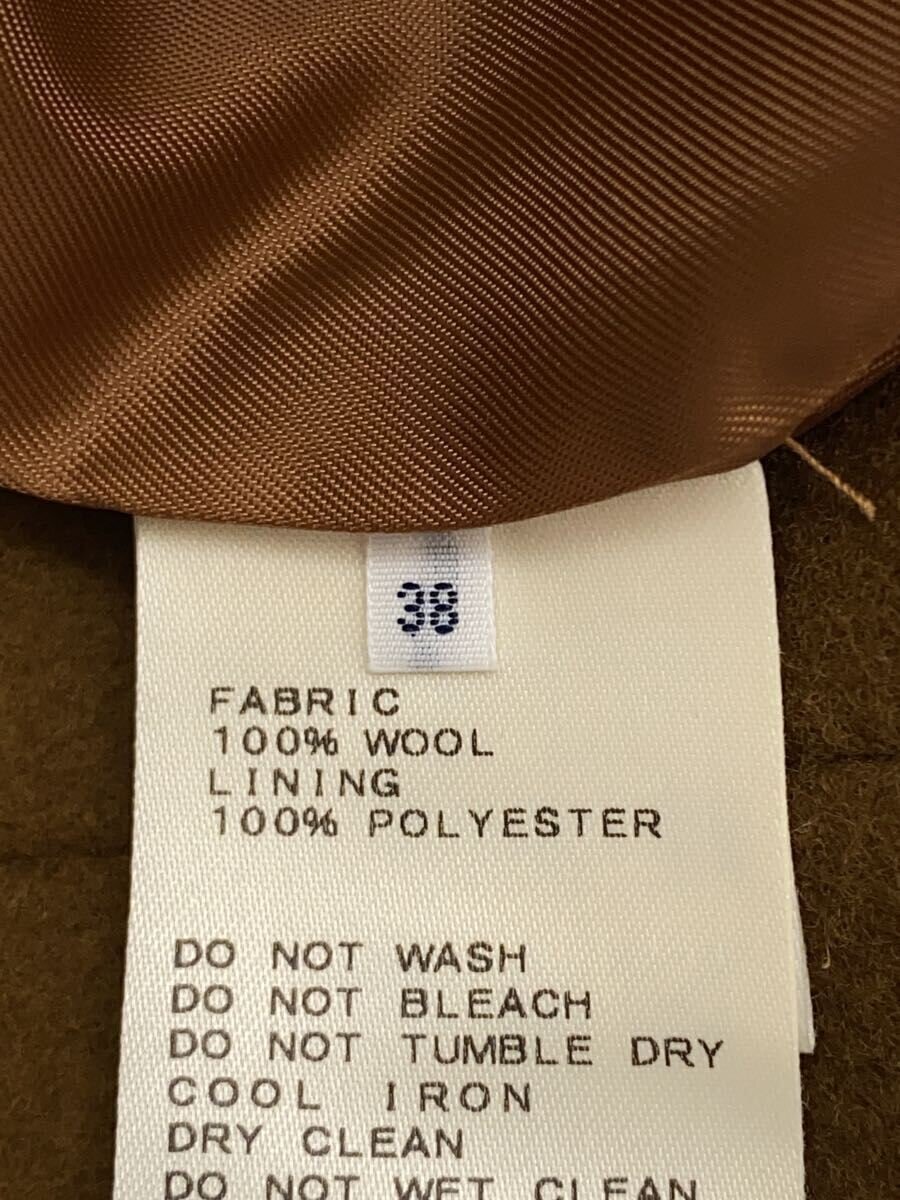 38
FABRIC
100% WOOL
LINING
100% POLYESTER
DO NOT WASH
DO NOT BLEACH
DO NOT TUMBLE DRY
COOL IRON
DRY CLEAN
DO NOT WET CLEAN